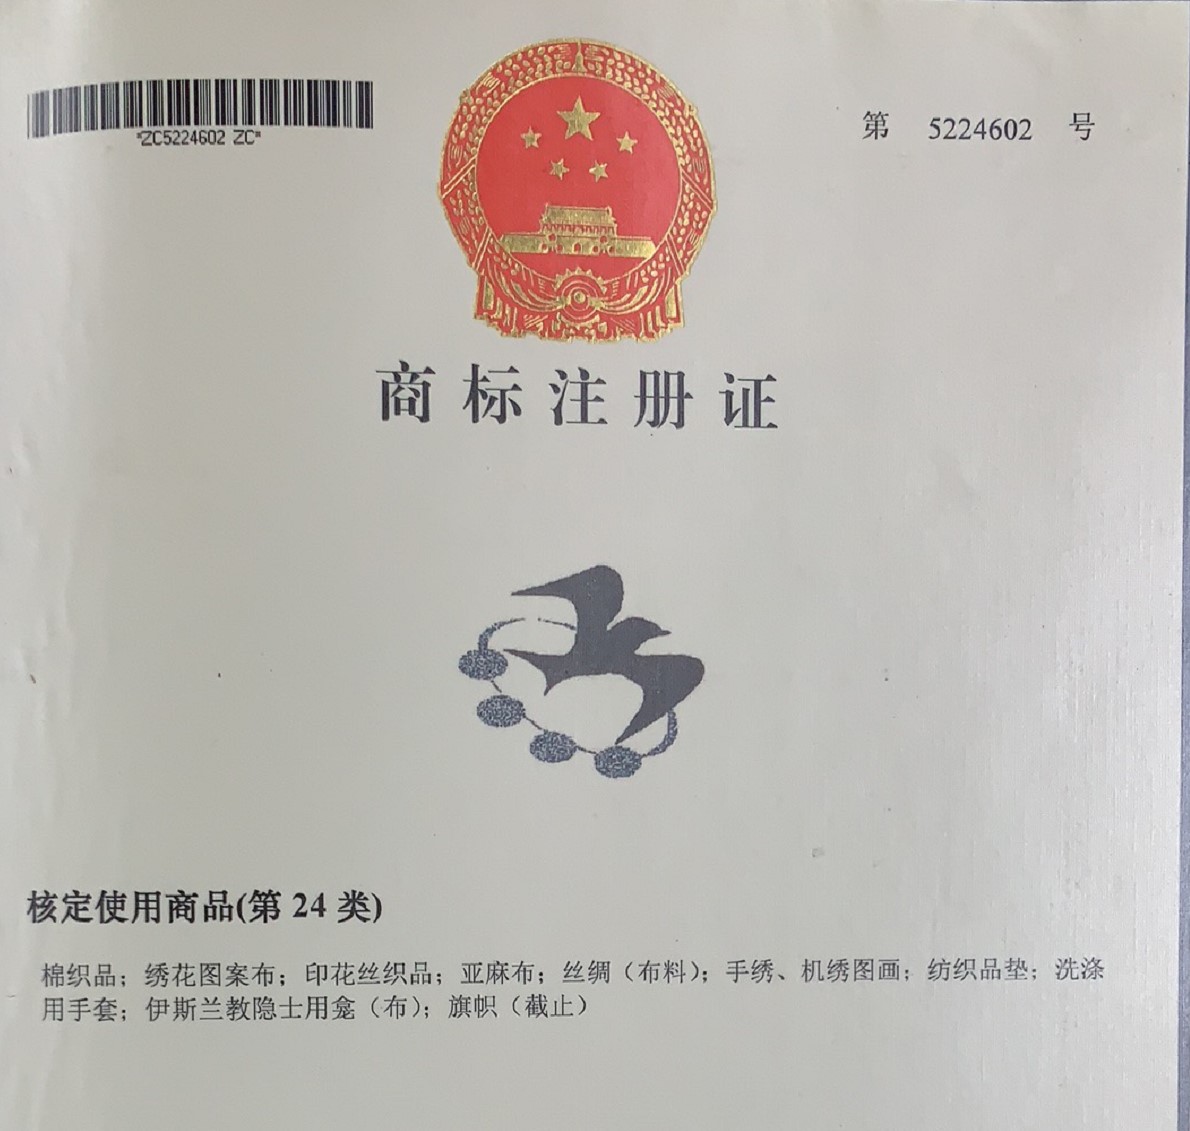 *ZC5224602 ZC*
第 5224602 号
商标注册证
核定使用商品(第 24 类)
棉织品；绣花图案布；印花丝织品；亚麻布；丝绸（布料）；手绣、机绣图画；纺织品垫；洗涤
用手套；伊斯兰教隐士用龛（布）；旗帜（截止）